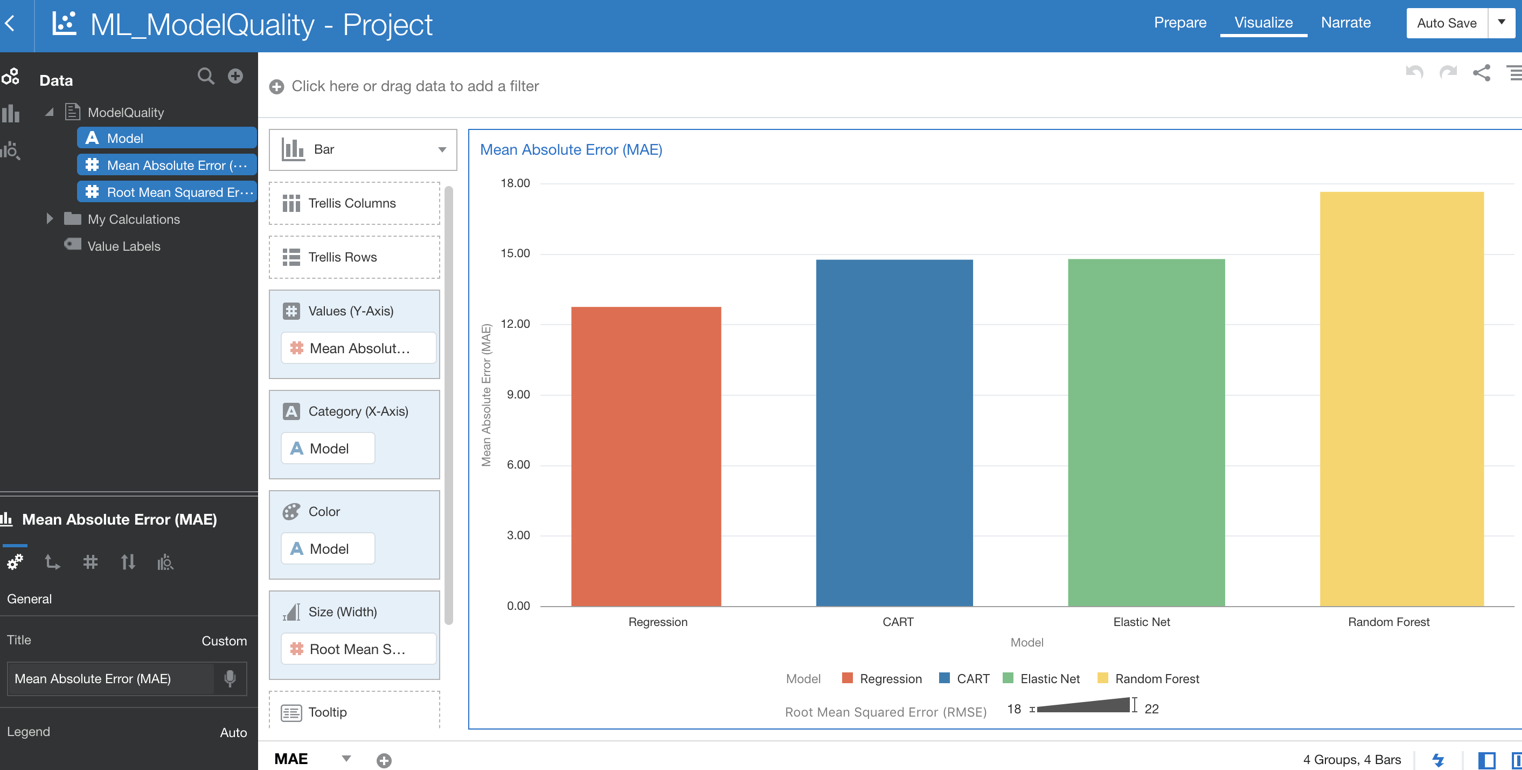 ML_ModelQuality - Project
Prepare
Visualize
Narrate
Auto Save
Data
ModelQuality
Model
Mean Absolute Error (···
Root Mean Squared Er···
My Calculations
Value Labels
Mean Absolute Error (MAE)
General
Title
Custom
Mean Absolute Error (MAE)
Legend
Auto
Click here or drag data to add a filter
Bar
Trellis Columns
Trellis Rows
Values (Y-Axis)
Mean Absolut...
Category (X-Axis)
Model
Color
Model
Size (Width)
Root Mean S...
Tooltip
Mean Absolute Error (MAE)
Mean Absolute Error (MAE)
18.00
15.00
12.00
9.00
6.00
3.00
0.00
Regression
CART
Elastic Net
Random Forest
Model
Model Regression CART Elastic Net Random Forest
Root Mean Squared Error (RMSE) 18 22
MAE
4 Groups, 4 Bars